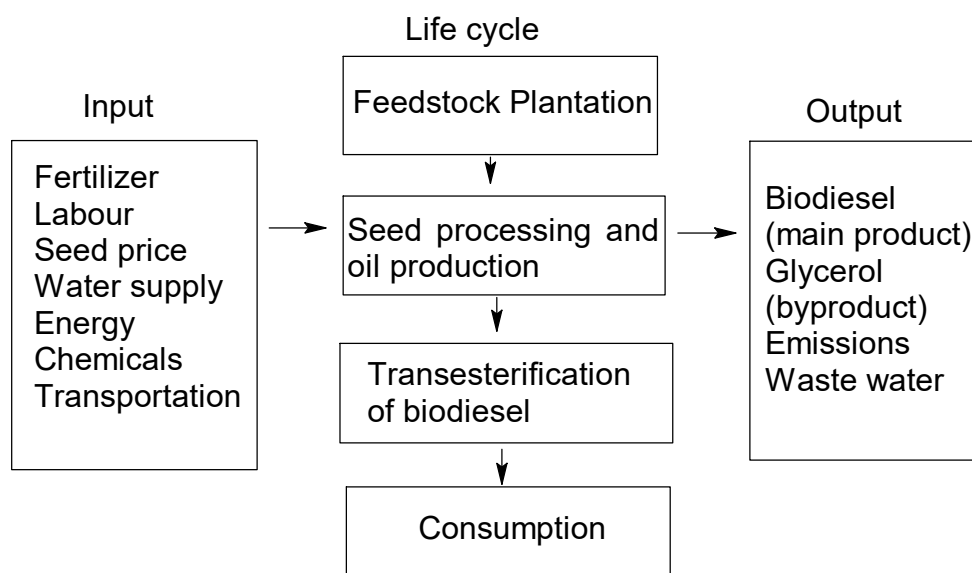 Life cycle
Input
Fertilizer
Labour
Seed price
Water supply
Energy
Chemicals
Transportation
Feedstock Plantation
Seed processing and
oil production
Transesterification
of biodiesel
Consumption
Output
Biodiesel
(main product)
Glycerol
(byproduct)
Emissions
Waste water